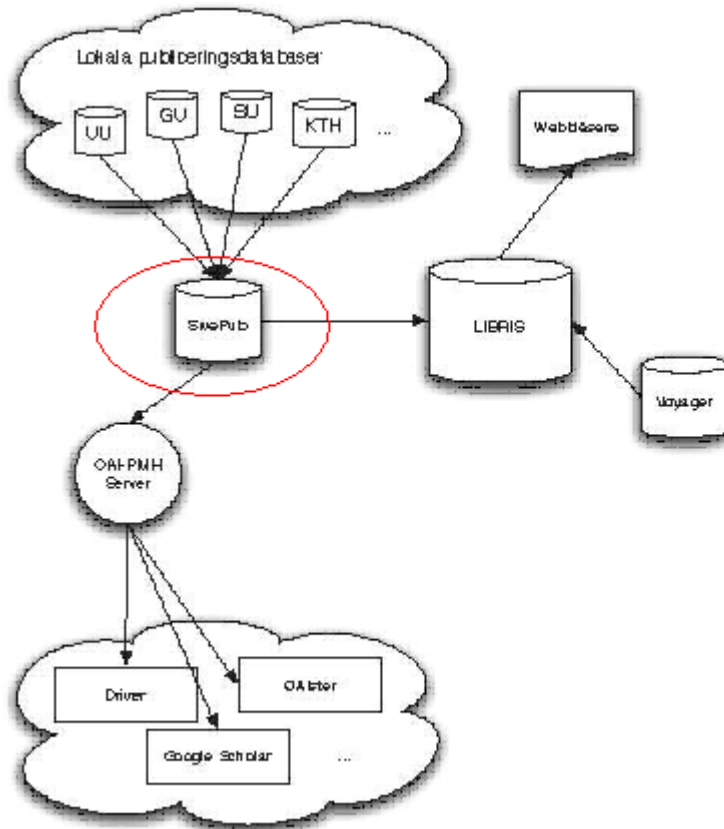 Lokala publiceringsdatabaser
UU
GU
SU
KTH
...
Webbläsare
SwePub
LIBRIS
Voyager
OAI-PMH
Server
Driver
OAIster
Google Scholar
...